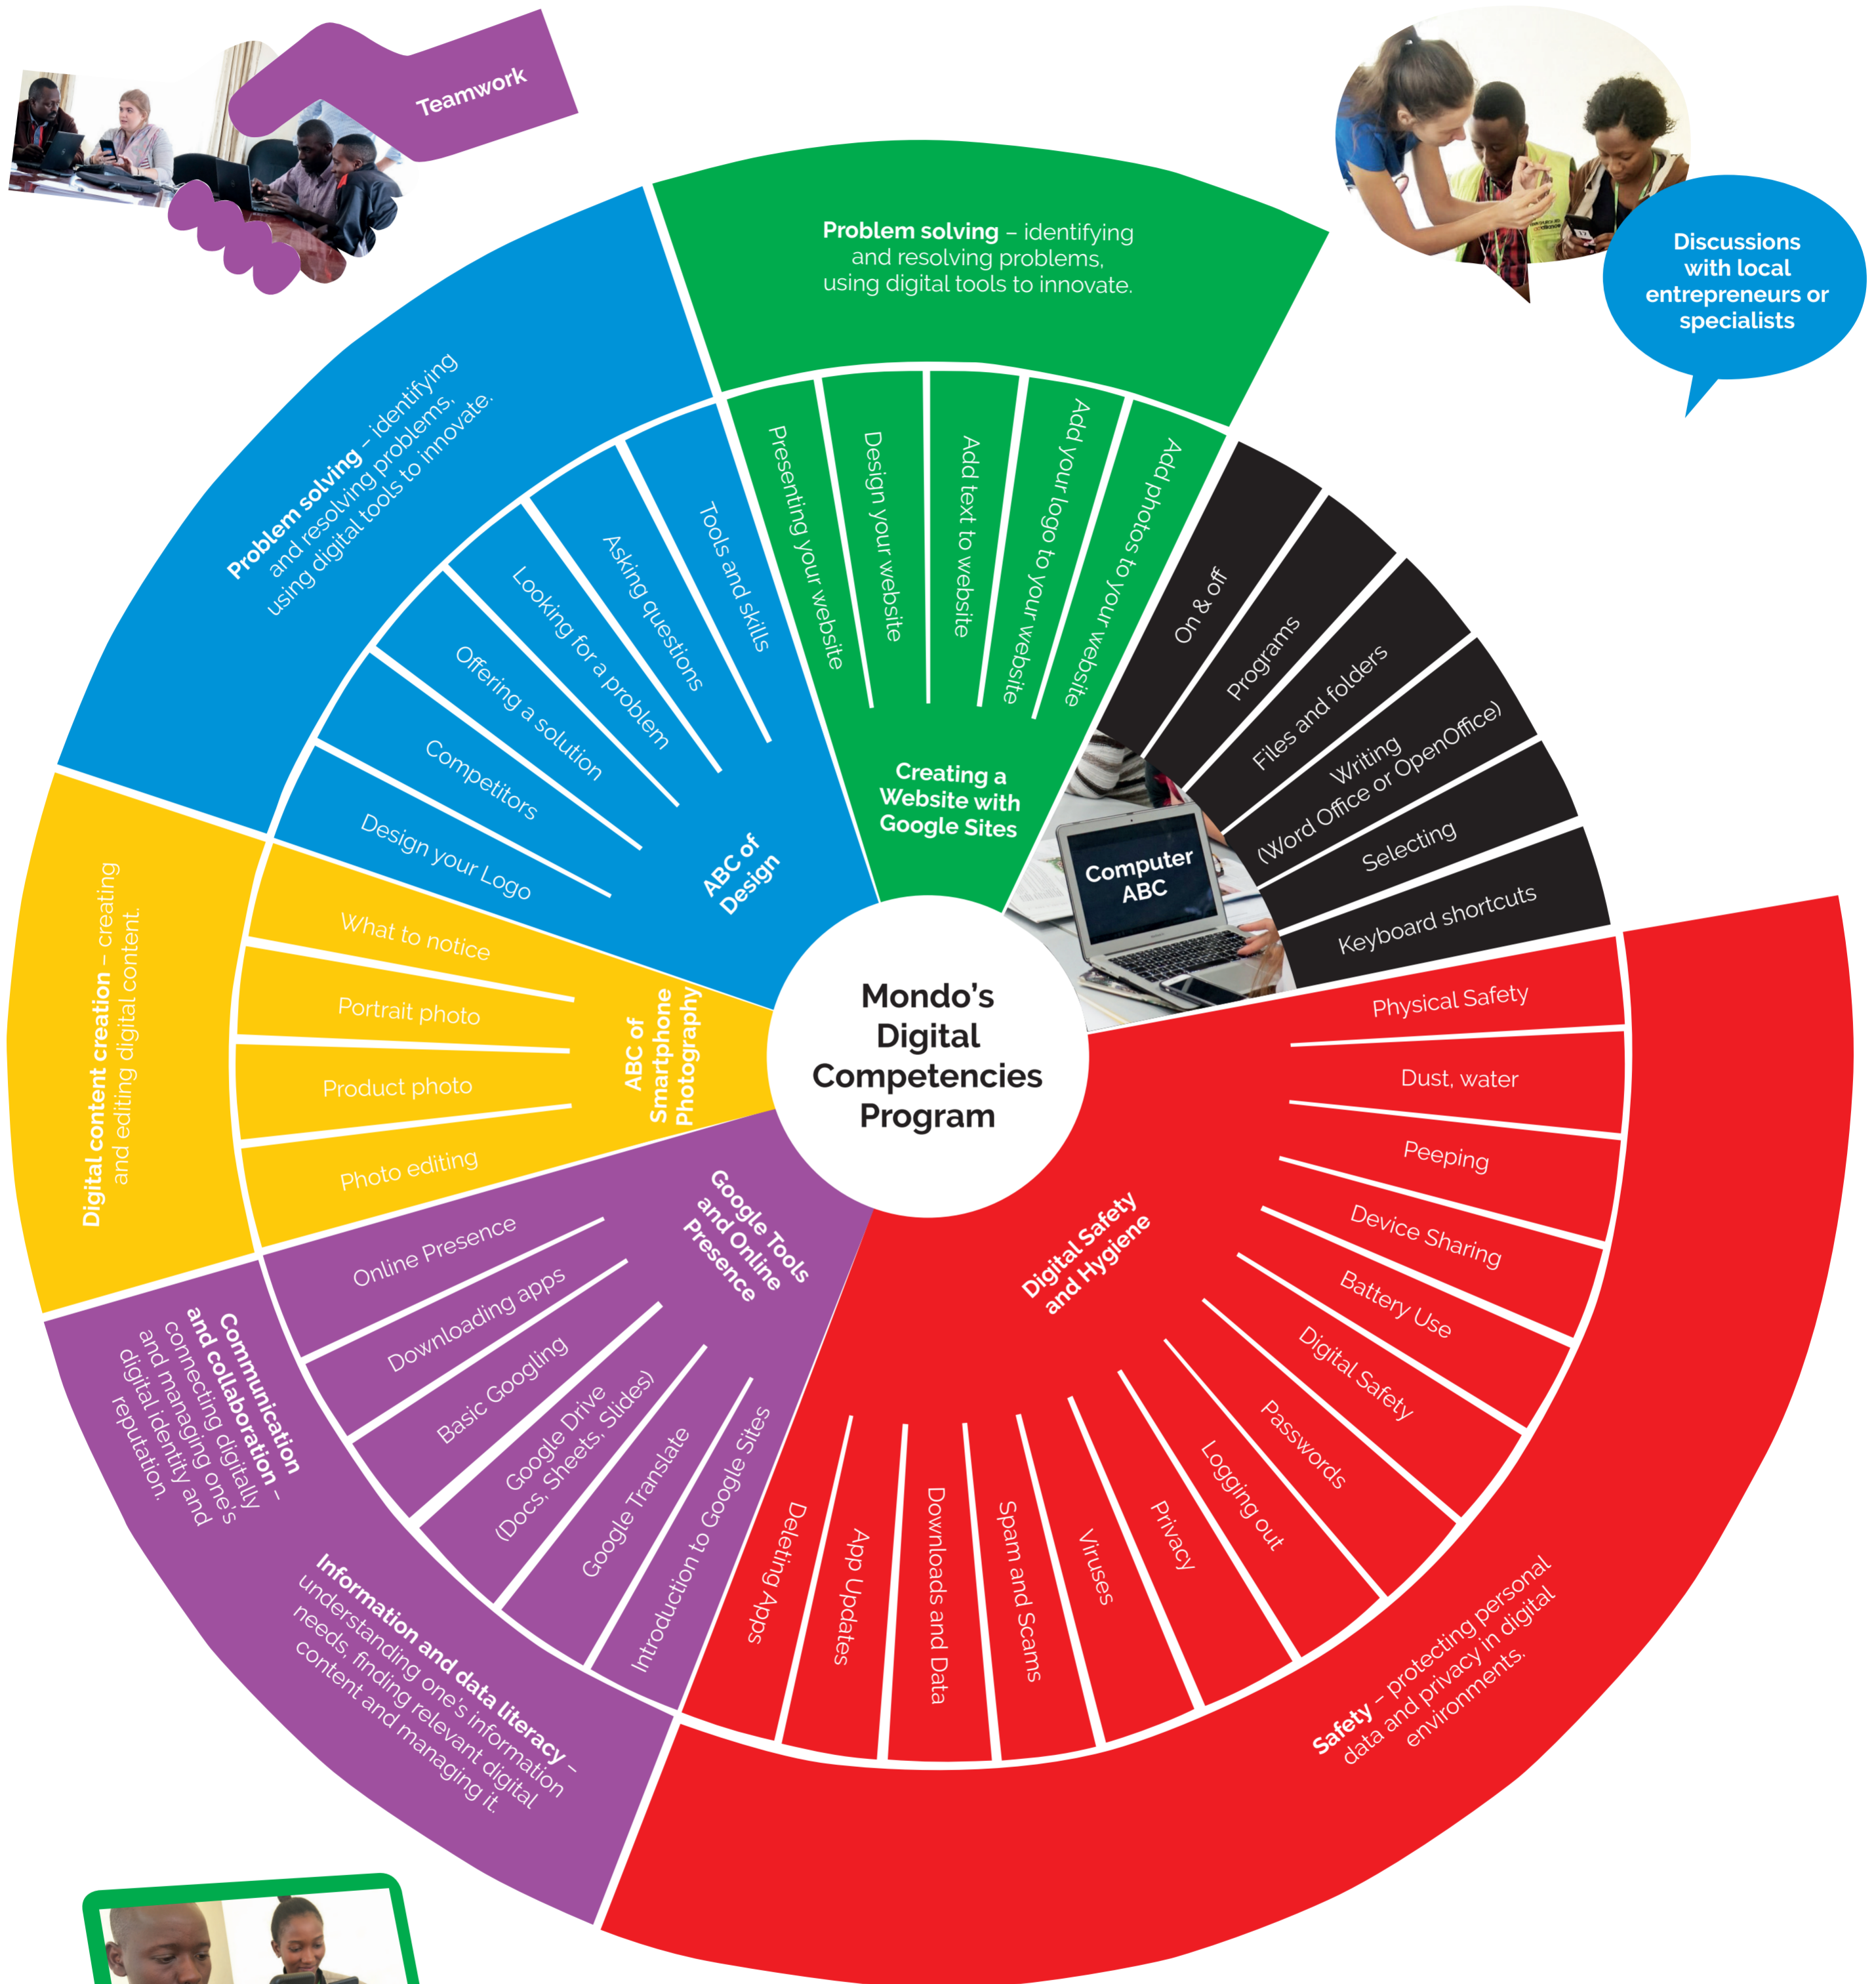 Teamwork
Discussions
with local
entrepreneurs or
specialists
Mondo's
Digital
Competencies
Program
Problem solving – identifying
and resolving problems,
using digital tools to innovate.
Presenting your website
Design your website
Add text to website
Add your logo to your website
Add photos to your website
Creating a
Website with
Google Sites
On & off
Programs
Files and folders
Writing
(Word Office or OpenOffice)
Selecting
Keyboard shortcuts
Computer
ABC
Physical Safety
Dust, water
Peeping
Device Sharing
Battery Use
Digital Safety
Passwords
Logging out
Privacy
Viruses
Spam and Scams
Downloads and Data
App Updates
Deleting Apps
Digital Safety
and Hygiene
Safety – protecting personal
data and privacy in digital
environments.
Introduction to Google Sites
Google Translate
Google Drive
(Docs, Sheets, Slides)
Basic Googling
Downloading apps
Online Presence
Google Tools
and Online
Presence
Information and data literacy –
understanding one's information
needs, finding relevant digital
content and managing it.
Communication
and collaboration –
connecting digitally
and managing one's
digital identity and
reputation.
Photo editing
Product photo
Portrait photo
What to notice
ABC of
Smartphone
Photography
Digital content creation – creating
and editing digital content.
Design your Logo
Competitors
Offering a solution
Looking for a problem
Asking questions
Tools and skills
ABC of
Design
Problem solving – identifying
and resolving problems,
using digital tools to innovate.